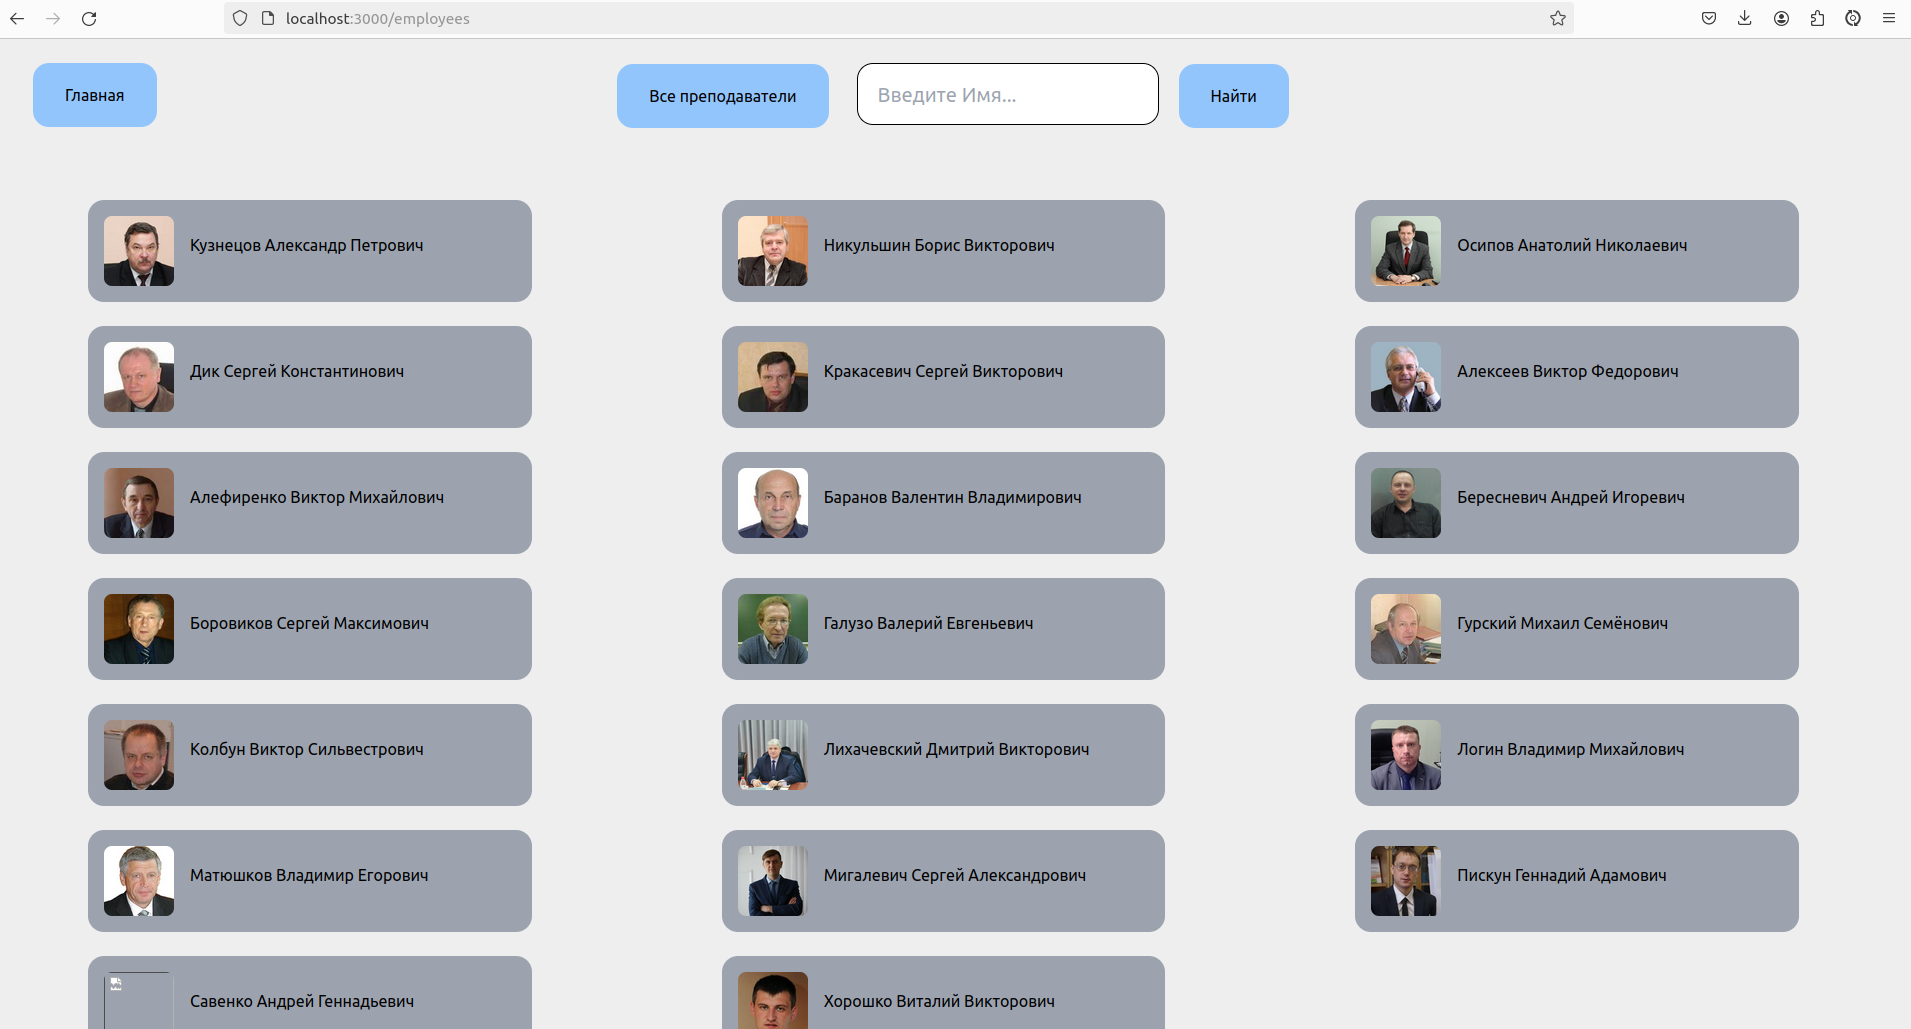 localhost:3000/employees
Главная
Все преподаватели
Введите Имя...
Найти
Кузнецов Александр Петрович
Никульшин Борис Викторович
Осипов Анатолий Николаевич
Дик Сергей Константинович
Кракасевич Сергей Викторович
Алексеев Виктор Федорович
Алефиренко Виктор Михайлович
Баранов Валентин Владимирович
Бересневич Андрей Игоревич
Боровиков Сергей Максимович
Галузо Валерий Евгеньевич
Гурский Михаил Семёнович
Колбун Виктор Сильвестрович
Лихачевский Дмитрий Викторович
Логин Владимир Михайлович
Матюшков Владимир Егорович
Мигалевич Сергей Александрович
Пискун Геннадий Адамович
Савенко Андрей Геннадьевич
Хорошко Виталий Викторович